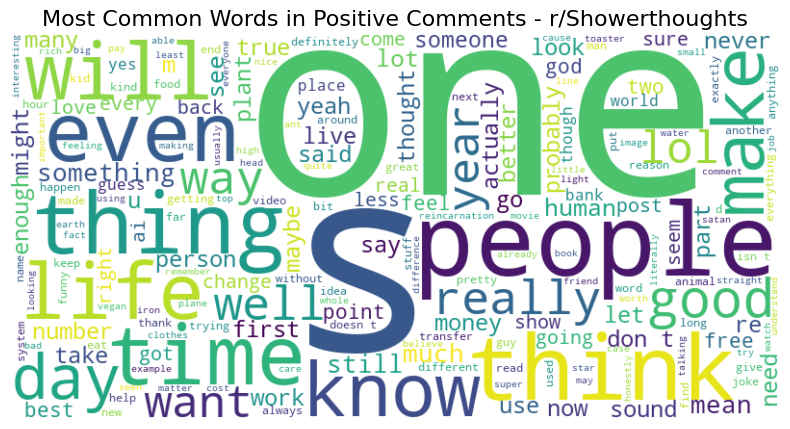 Most Common Words in Positive Comments - r/Showerthoughts
one
s
people
thing
think
will
even
time
life
day
know
good
make
well
way
really
want
year
lol
many
true
come
someone
look
sure
never
yes
m
see
lot
god
two
love
every
plant
back
place
yeah
live
said
thought
actually
better
probably
though
world
might
something
enough
guess
u
ai
person
maybe
right
change
number
first
take
got
best
work
still
say
point
less
feel
real
go
bank
human
post
part
seem
money
show
let
re
don t
free
need
much
going
use
now
sound
mean
interesting
rich
big
pay
able
least
end
everyone
kind
kid
food
nice
definitely
cause
toaster
man
small
exactly
line
anything
hour
important
feeling
making
usually
around
ant
quite
high
head
next
great
bit
little
light
put
image
water
another
comment
job
everything
happen
made
using
getting
top
far
video
earth
fact
name
looking
keep
funny
vegan
remember
plane
iron
without
idea
whole
doesn t
stuff
difference
reincarnation
movie
already
book
satan
d
isn t
literally
pretty
friend
word
animal
straight
worth
understand
system
bad
eat
thank
clothes
trying
example
seen
matter
cost
care
help
new
always
believe
different
transfer
guy
read
super
used
case
star
may
honestly
find
talking
long
try
watch
give
joke